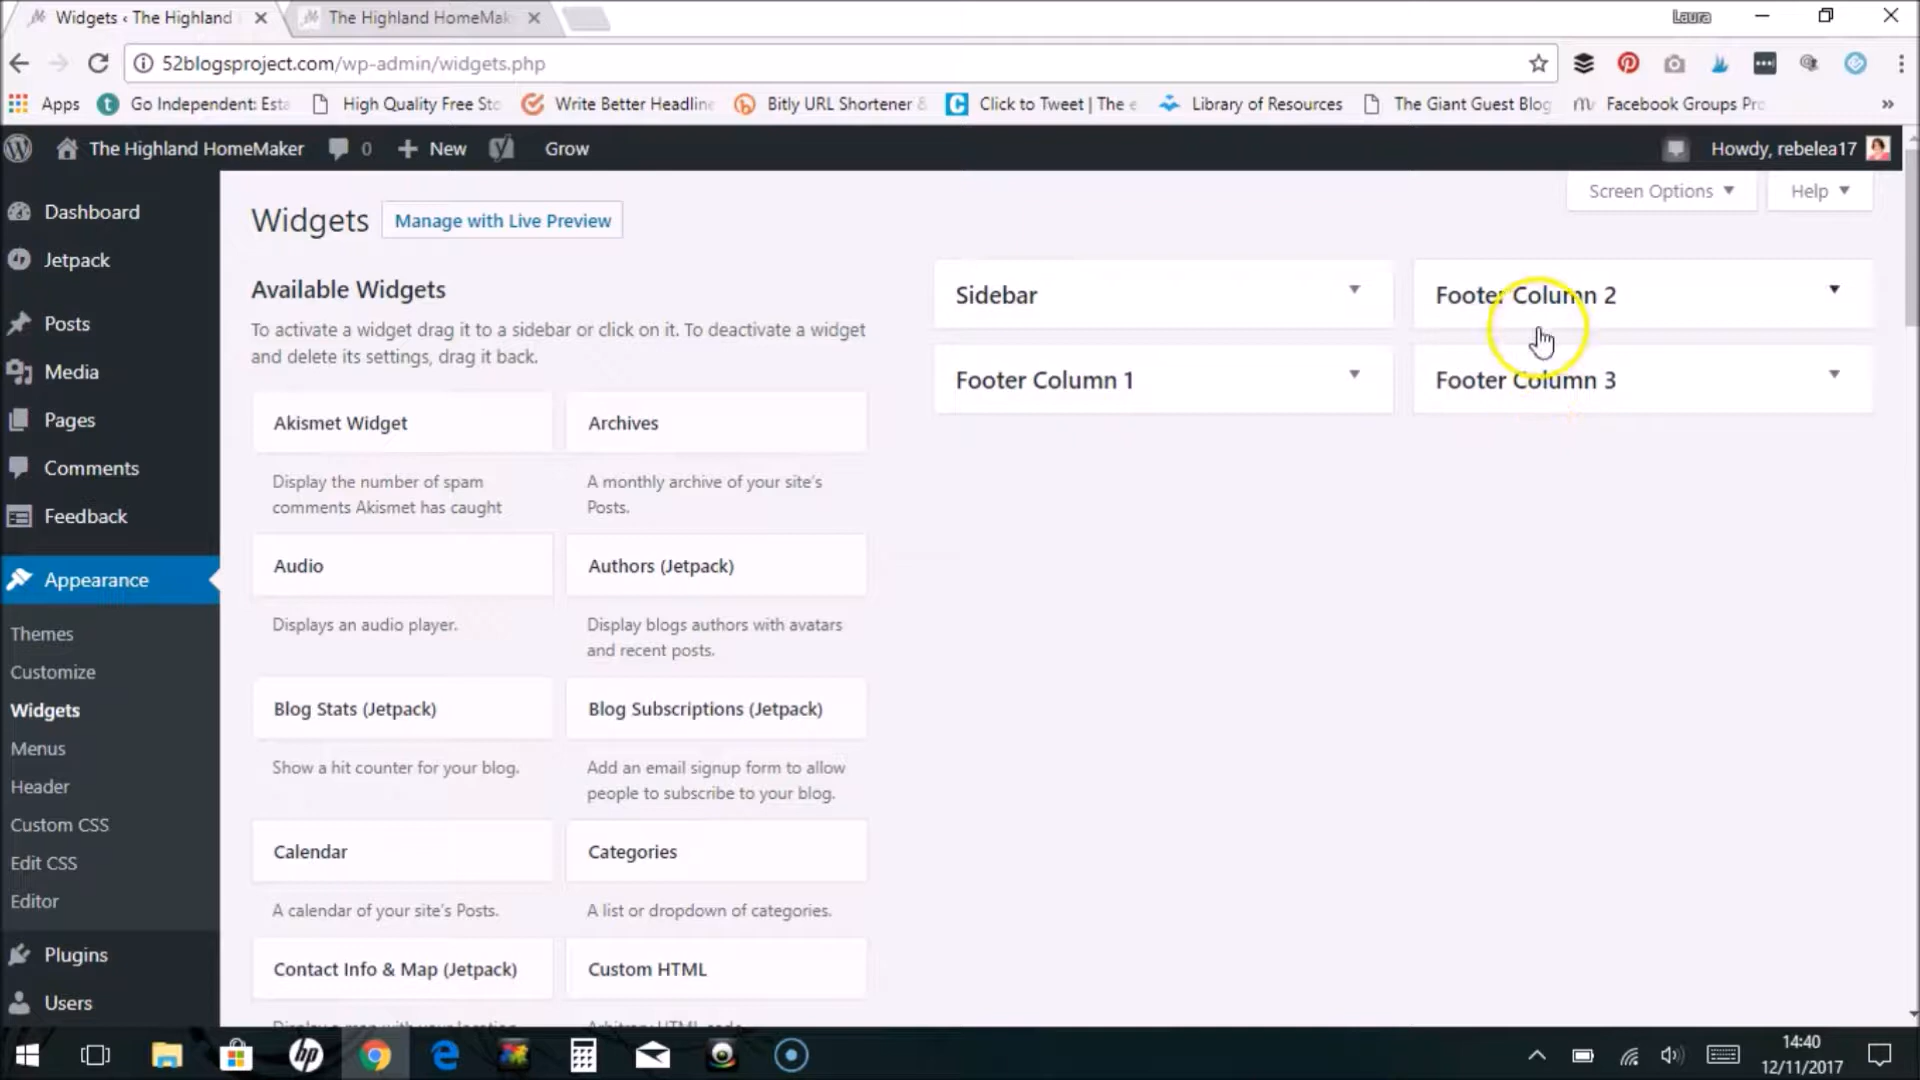 Widgets ‹ The Highland
The Highland HomeMak
Laura
52blogsproject.com/wp-admin/widgets.php
Apps
Go Independent: Esta
High Quality Free Sto
Write Better Headline
Bitly URL Shortener &
Click to Tweet | The e
Library of Resources
The Giant Guest Blog
Facebook Groups Pro
»
The Highland HomeMaker
0
New
Grow
Howdy, rebelea17
Screen Options
Help
Dashboard
Jetpack
Posts
Media
Pages
Comments
Feedback
Appearance
Themes
Customize
Widgets
Menus
Header
Custom CSS
Edit CSS
Editor
Plugins
Users
Widgets
Manage with Live Preview
Available Widgets
To activate a widget drag it to a sidebar or click on it. To deactivate a widget
and delete its settings, drag it back.
Akismet Widget
Display the number of spam
comments Akismet has caught
Archives
A monthly archive of your site's
Posts.
Audio
Displays an audio player.
Authors (Jetpack)
Display blogs authors with avatars
and recent posts.
Blog Stats (Jetpack)
Show a hit counter for your blog.
Blog Subscriptions (Jetpack)
Add an email signup form to allow
people to subscribe to your blog.
Calendar
A calendar of your site's Posts.
Categories
A list or dropdown of categories.
Contact Info & Map (Jetpack)
Display a map with your location
Custom HTML
Arbitrary HTML code.
Sidebar
Footer Column 2
Footer Column 1
Footer Column 3
hp
14:40
12/11/2017